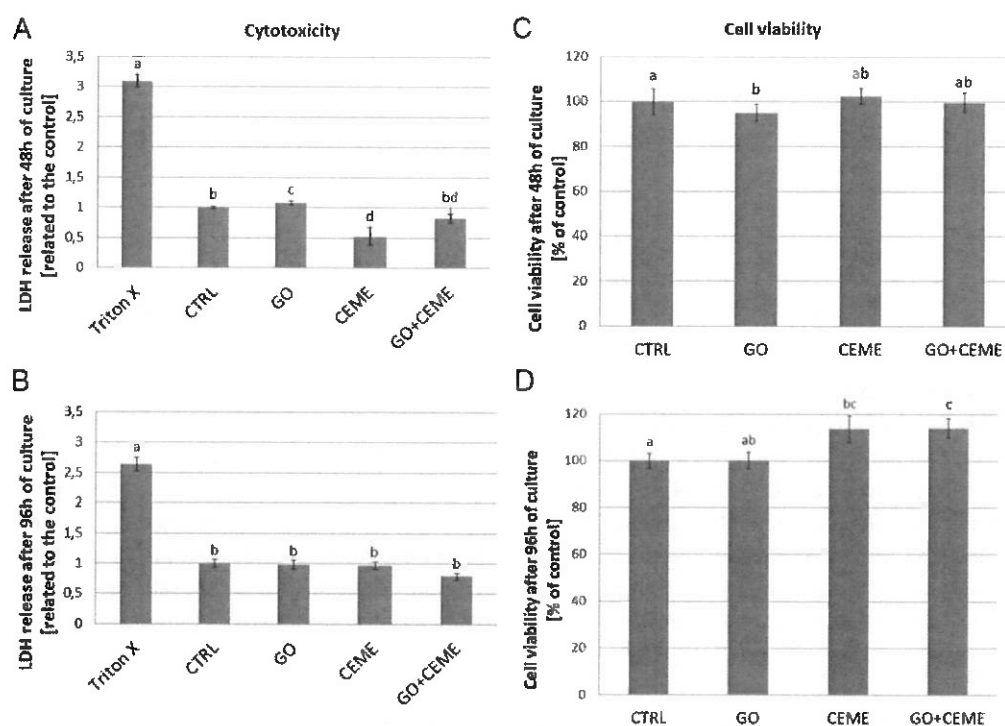 A
Cytotoxicity
LDH release after 48h of culture
[related to the control]
3,5
3
2,5
2
1,5
1
0,5
0
a
b
c
d
bd
Triton X
CTRL
GO
CEME
GO+CEME
B
LDH release after 96h of culture
[related to the control]
3,5
3
2,5
2
1,5
1
0,5
0
a
b
b
b
b
Triton X
CTRL
GO
CEME
GO+CEME
C
Cell viability
Cell viability after 48h of culture
[% of control]
120
100
80
60
40
20
0
a
b
ab
ab
CTRL
GO
CEME
GO+CEME
D
Cell viability after 96h of culture
[% of control]
120
100
80
60
40
20
0
a
ab
bc
c
CTRL
GO
CEME
GO+CEME